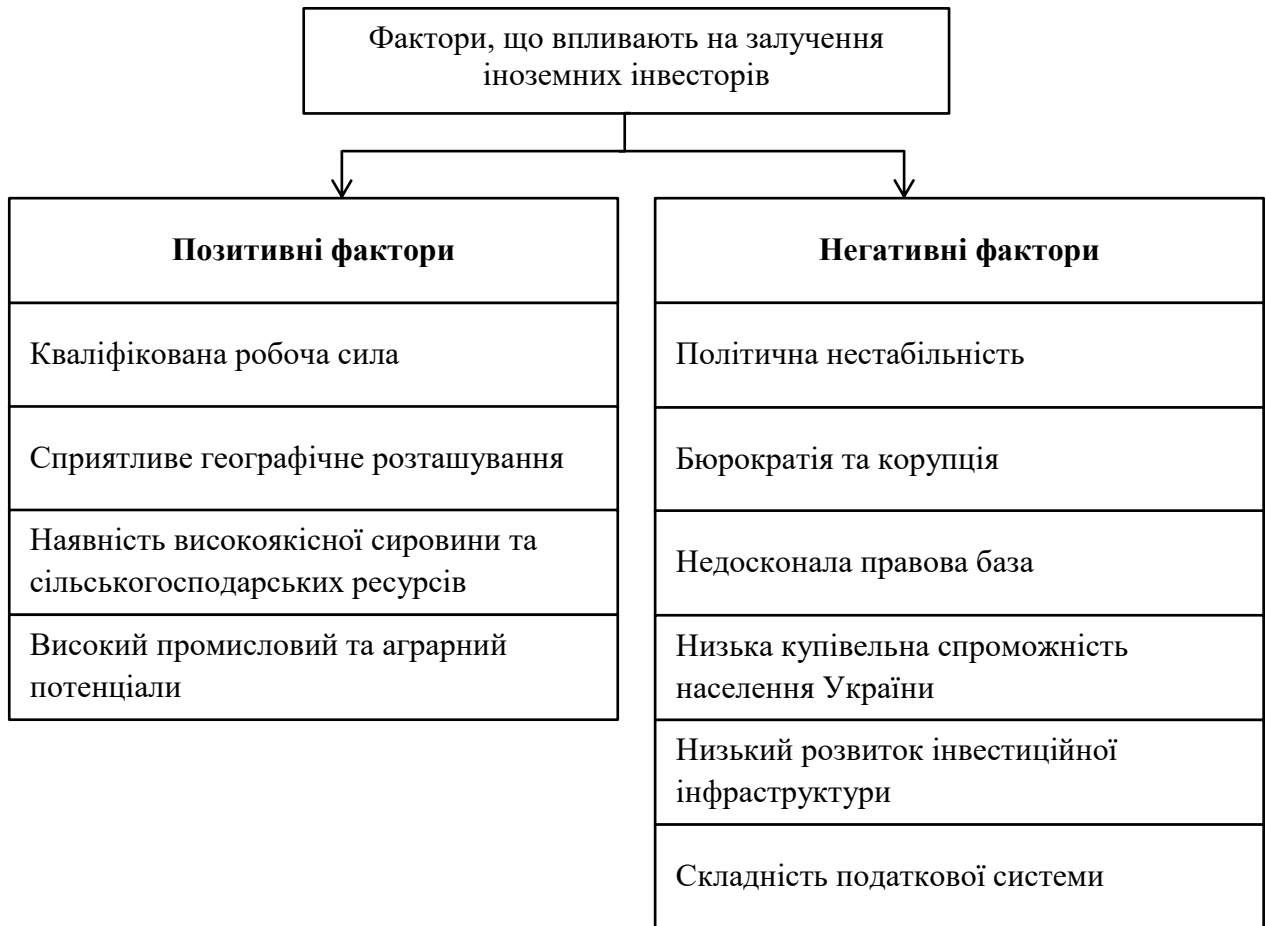 Фактори, що впливають на залучення
іноземних інвесторів
Позитивні фактори
Кваліфікована робоча сила
Сприятливе географічне розташування
Наявність високоякісної сировини та
сільськогосподарських ресурсів
Високий промисловий та аграрний
потенціали
Негативні фактори
Політична нестабільність
Бюрократія та корупція
Недосконала правова база
Низька купівельна спроможність
населення України
Низький розвиток інвестиційної
інфраструктури
Складність податкової системи